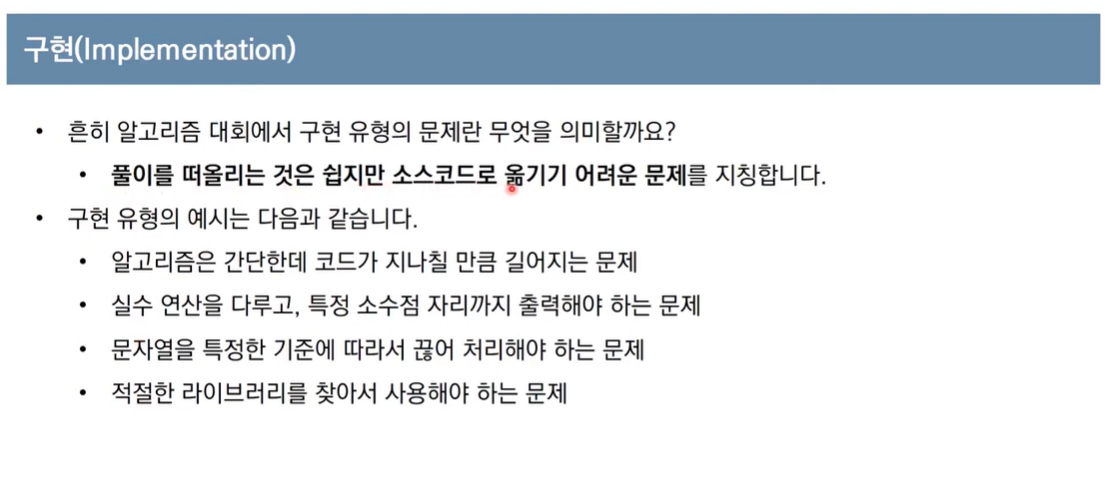 구현(Implementation)
• 흔히 알고리즘 대회에서 구현 유형의 문제란 무엇을 의미할까요?
• 풀이를 떠올리는 것은 쉽지만 소스코드로 옮기기 어려운 문제를 지칭합니다.
• 구현 유형의 예시는 다음과 같습니다.
• 알고리즘은 간단한데 코드가 지나칠 만큼 길어지는 문제
• 실수 연산을 다루고, 특정 소수점 자리까지 출력해야 하는 문제
• 문자열을 특정한 기준에 따라서 끊어 처리해야 하는 문제
• 적절한 라이브러리를 찾아서 사용해야 하는 문제